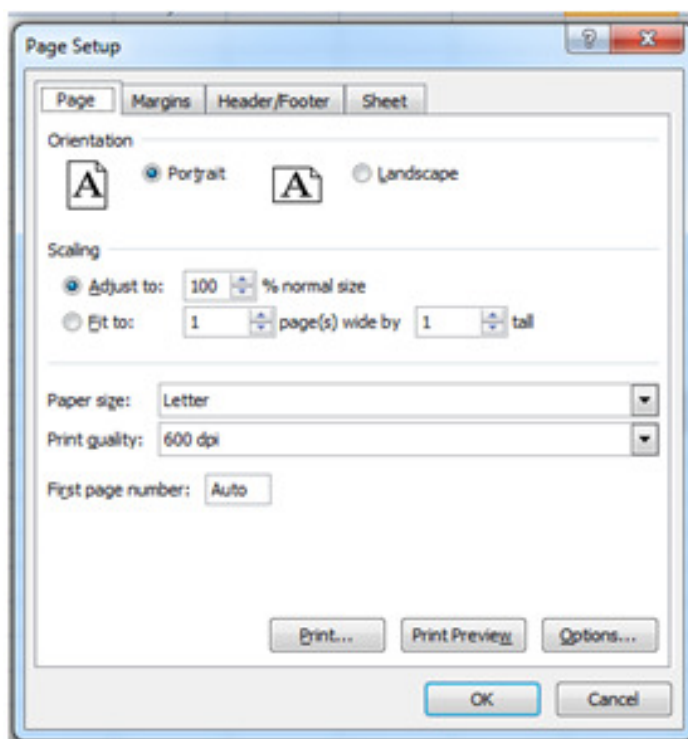 Page Setup
Page Margins Header/Footer Sheet
Orientation
A Portrait A Landscape
Scaling
Adjust to: 100 % normal size
Fit to: 1 page(s) wide by 1 tall
Paper size: Letter
Print quality: 600 dpi
First page number: Auto
Print... Print Preview Options...
OK Cancel